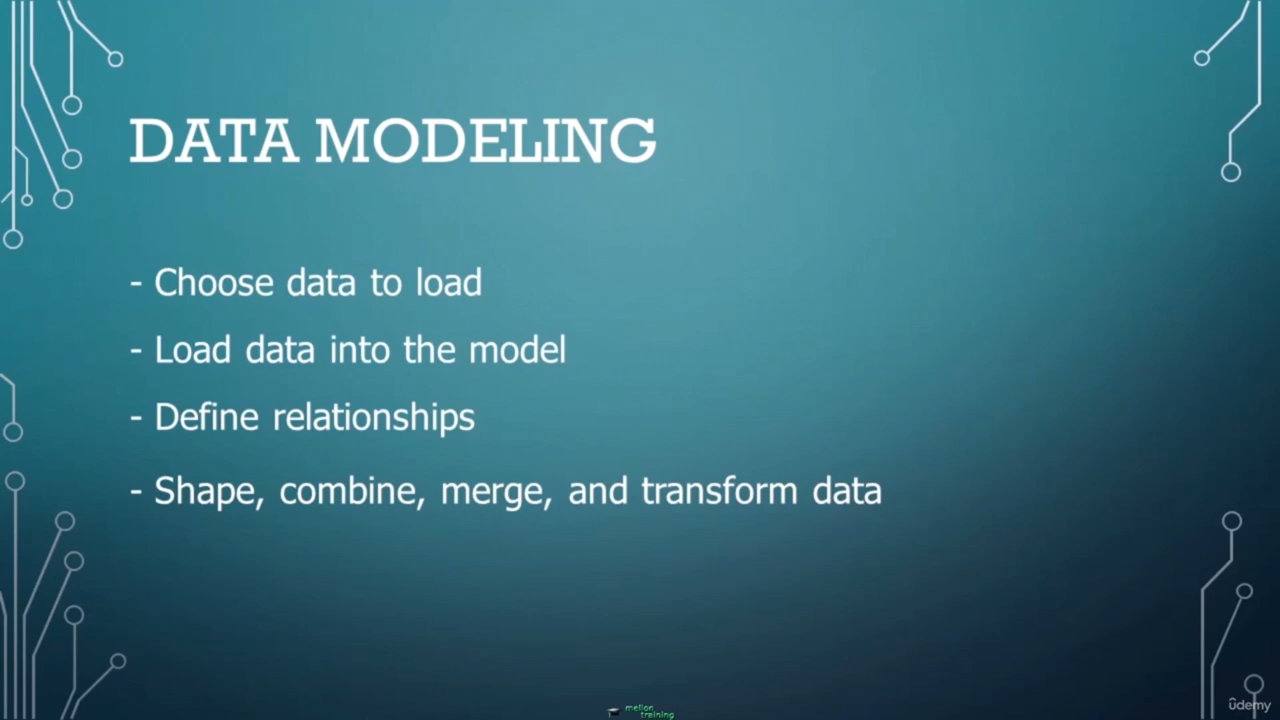 DATA MODELING
- Choose data to load
- Load data into the model
- Define relationships
- Shape, combine, merge, and transform data
mellon
training
ûdemy